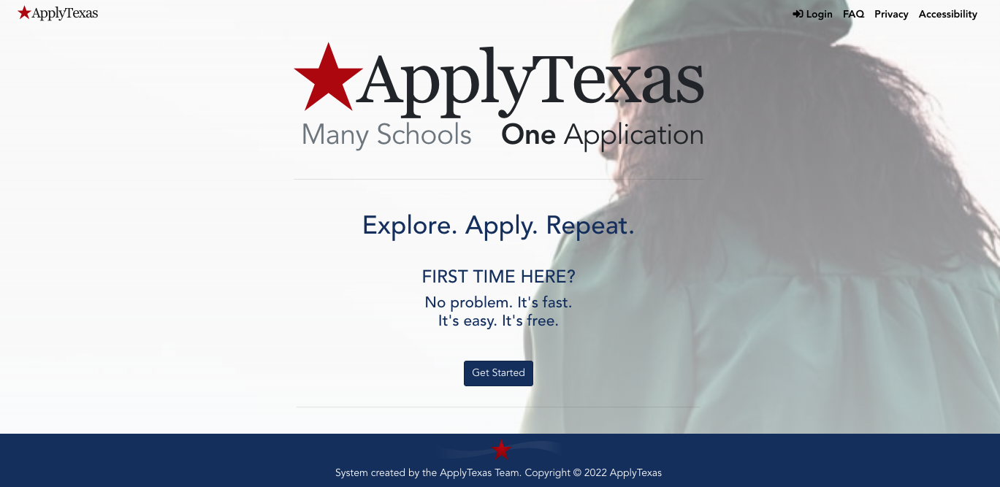 ApplyTexas
Login FAQ Privacy Accessibility
ApplyTexas
Many Schools One Application
Explore. Apply. Repeat.
FIRST TIME HERE?
No problem. It's fast.
It's easy. It's free.
Get Started
System created by the ApplyTexas Team. Copyright © 2022 ApplyTexas